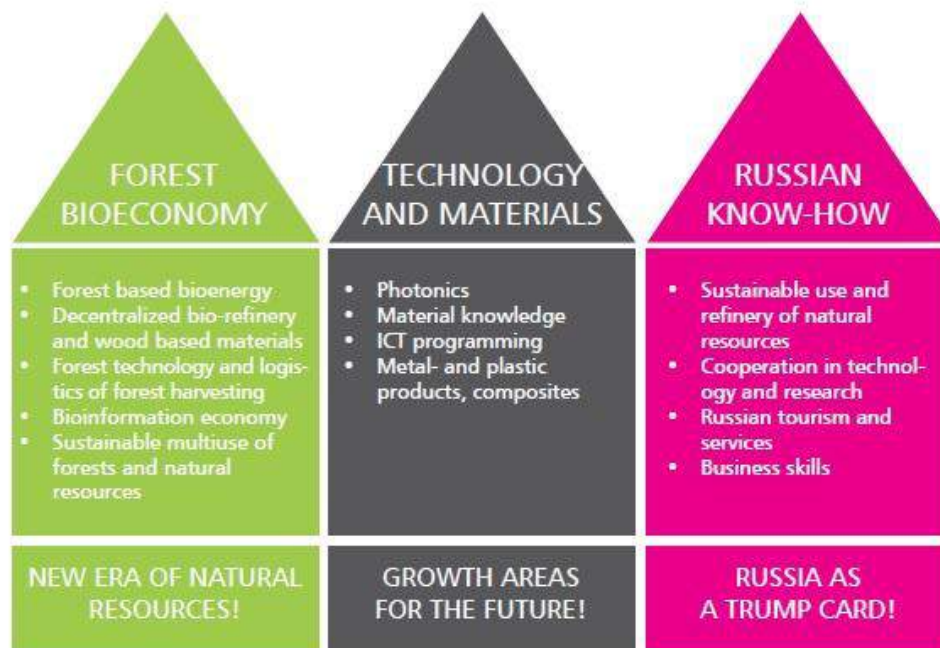 FOREST
BIOECONOMY
• Forest based bioenergy
• Decentralized bio-refinery
and wood based materials
• Forest technology and logis-
tics of forest harvesting
• Bioinformation economy
• Sustainable multiuse of
forests and natural
resources
NEW ERA OF NATURAL
RESOURCES!
TECHNOLOGY
AND MATERIALS
• Photonics
• Material knowledge
• ICT programming
• Metal- and plastic
products, composites
GROWTH AREAS
FOR THE FUTURE!
RUSSIAN
KNOW-HOW
• Sustainable use and
refinery of natural
resources
• Cooperation in technol-
ogy and research
• Russian tourism and
services
• Business skills
RUSSIA AS
A TRUMP CARD!